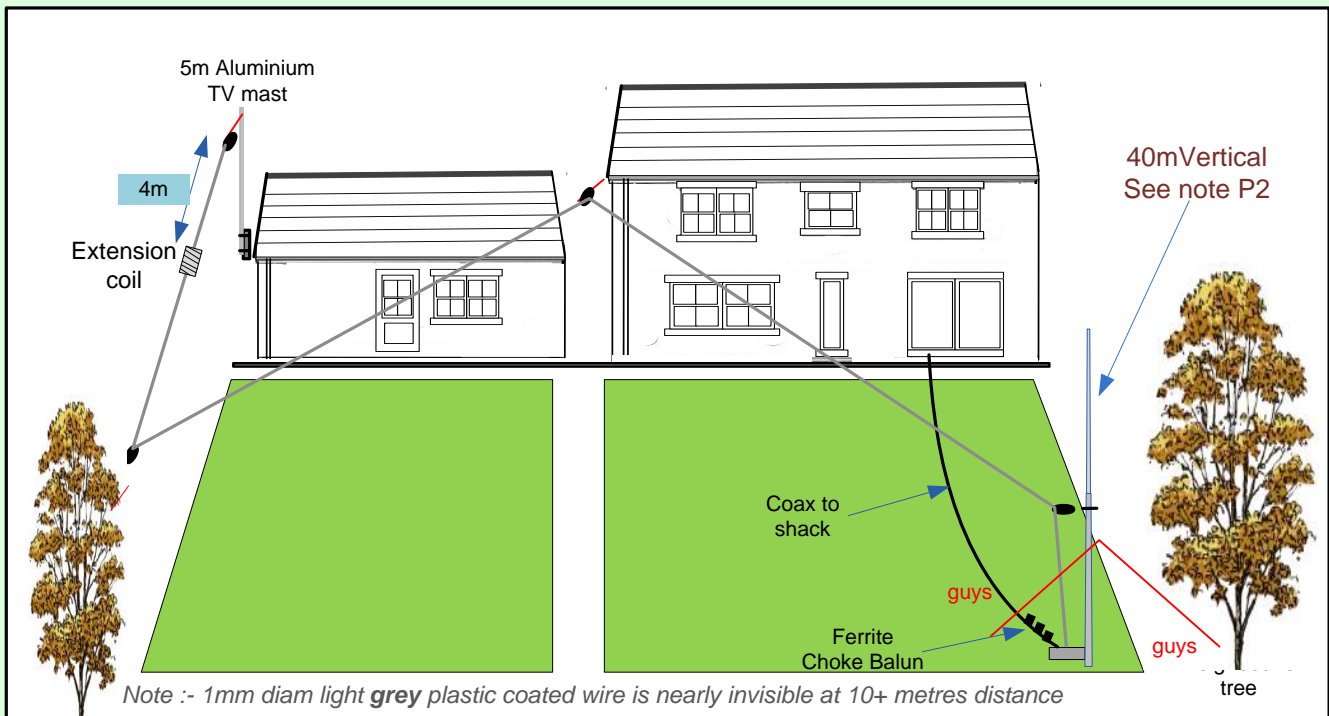 5m Aluminium
TV mast
4m
Extension
coil
40mVertical
See note P2
Coax to
shack
guys
Ferrite
Choke Balun
guys
tree
Note :- 1mm diam light grey plastic coated wire is nearly invisible at 10+ metres distance